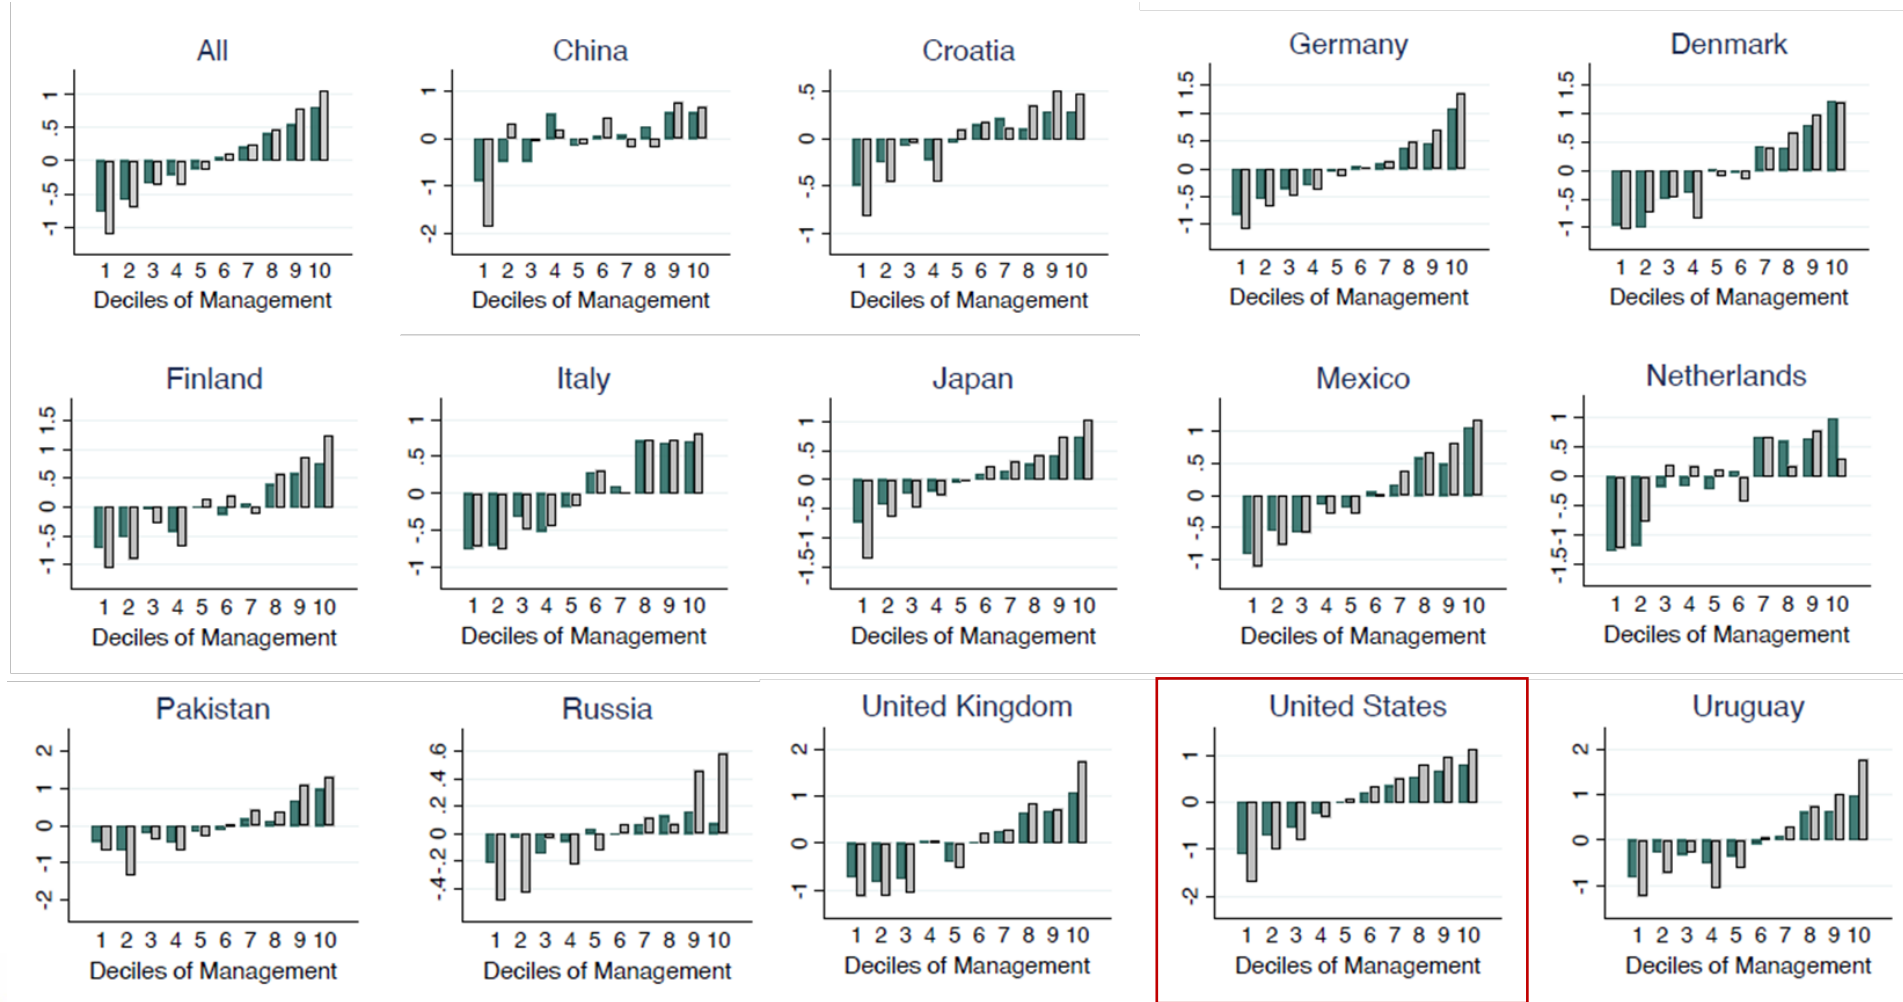 All
1
.5
0
-.5
-1
1 2 3 4 5 6 7 8 9 10
Deciles of Management
China
1
0
-1
-2
1 2 3 4 5 6 7 8 9 10
Deciles of Management
Croatia
.5
0
-.5
-1
1 2 3 4 5 6 7 8 9 10
Deciles of Management
Germany
1.5
1
.5
0
-.5
-1
1 2 3 4 5 6 7 8 9 10
Deciles of Management
Denmark
1.5
1
.5
0
-.5
-1
1 2 3 4 5 6 7 8 9 10
Deciles of Management
Finland
1.5
1
.5
0
-.5
-1
1 2 3 4 5 6 7 8 9 10
Deciles of Management
Italy
1
.5
0
-.5
-1
1 2 3 4 5 6 7 8 9 10
Deciles of Management
Japan
1
.5
0
-.5
-1
-1.5
1 2 3 4 5 6 7 8 9 10
Deciles of Management
Mexico
1
.5
0
-.5
-1
1 2 3 4 5 6 7 8 9 10
Deciles of Management
Netherlands
1
.5
0
-.5
-1
-1.5
1 2 3 4 5 6 7 8 9 10
Deciles of Management
Pakistan
2
1
0
-1
-2
1 2 3 4 5 6 7 8 9 10
Deciles of Management
Russia
.6
.4
.2
0
-.2
-.4
1 2 3 4 5 6 7 8 9 10
Deciles of Management
United Kingdom
2
1
0
-1
1 2 3 4 5 6 7 8 9 10
Deciles of Management
United States
1
0
-1
-2
1 2 3 4 5 6 7 8 9 10
Deciles of Management
Uruguay
2
1
0
-1
1 2 3 4 5 6 7 8 9 10
Deciles of Management